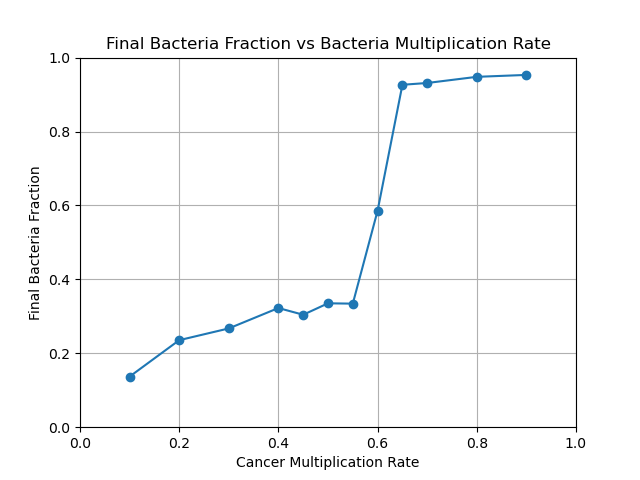 Final Bacteria Fraction vs Bacteria Multiplication Rate
1.0
0.8
0.6
0.4
0.2
0.0
Final Bacteria Fraction
0.0 0.2 0.4 0.6 0.8 1.0
Cancer Multiplication Rate